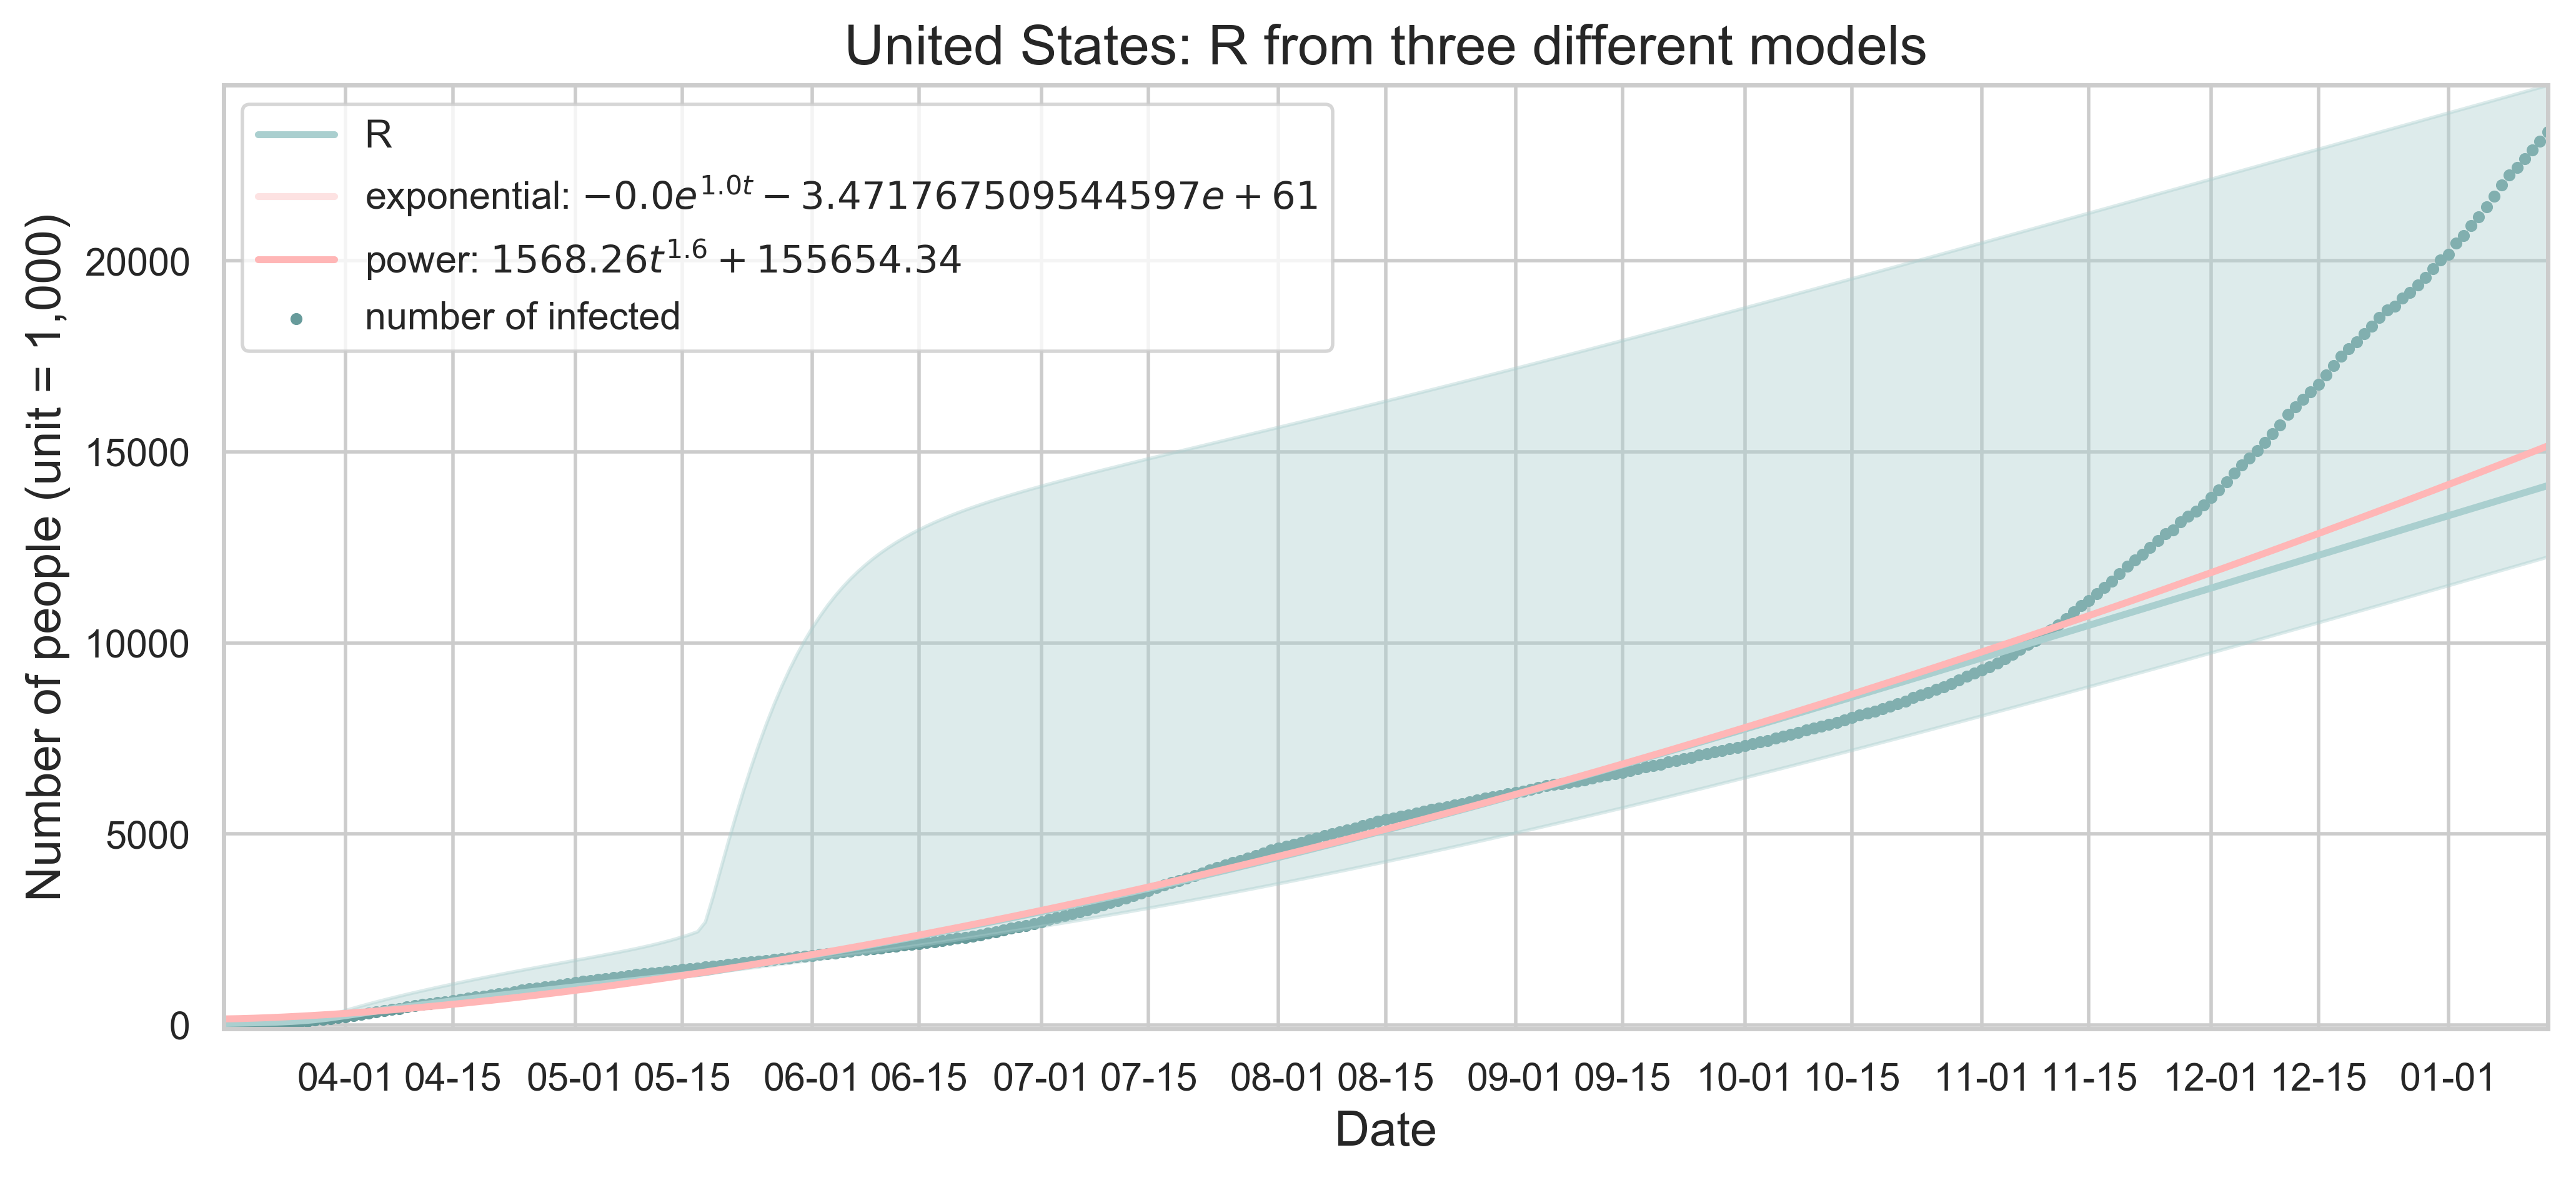 United States: R from three different models
R
exponential: −0.0e^{1.0t} − 3.4717675095445​97e + 61
power: 1568.26t^{1.6} + 155654.34
number of infected
Number of people (unit = 1,000)
20000
15000
10000
5000
0
04-01 04-15 05-01 05-15 06-01 06-15 07-01 07-15 08-01 08-15 09-01 09-15 10-01 10-15 11-01 11-15 12-01 12-15 01-01
Date